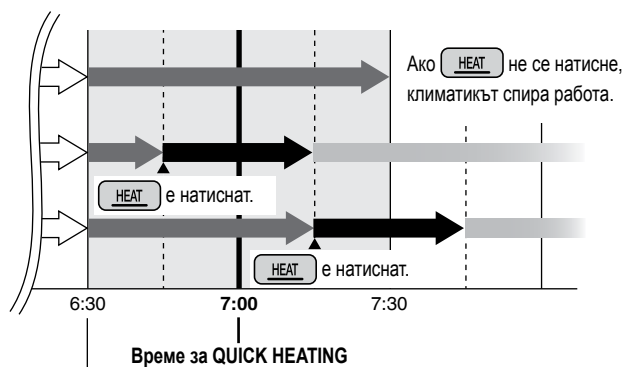 Ако HEAT не се натисне,
климатикът спира работа.
HEAT е натиснат.
HEAT е натиснат.
6:30 7:00 7:30
Време за QUICK HEATING